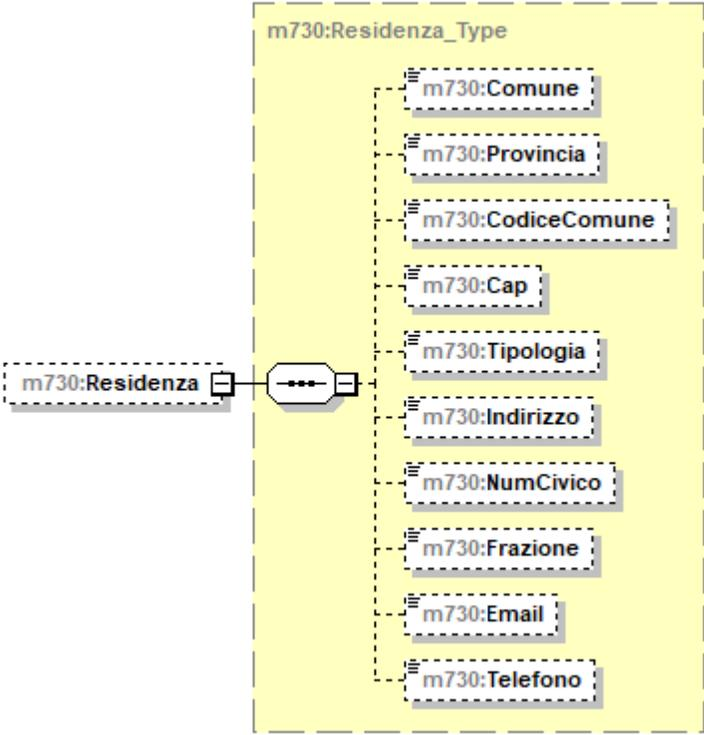 m730:Residenza_Type
m730:Comune
m730:Provincia
m730:CodiceComune
m730:Cap
m730:Tipologia
m730:Residenza
m730:Indirizzo
m730:NumCivico
m730:Frazione
m730:Email
m730:Telefono